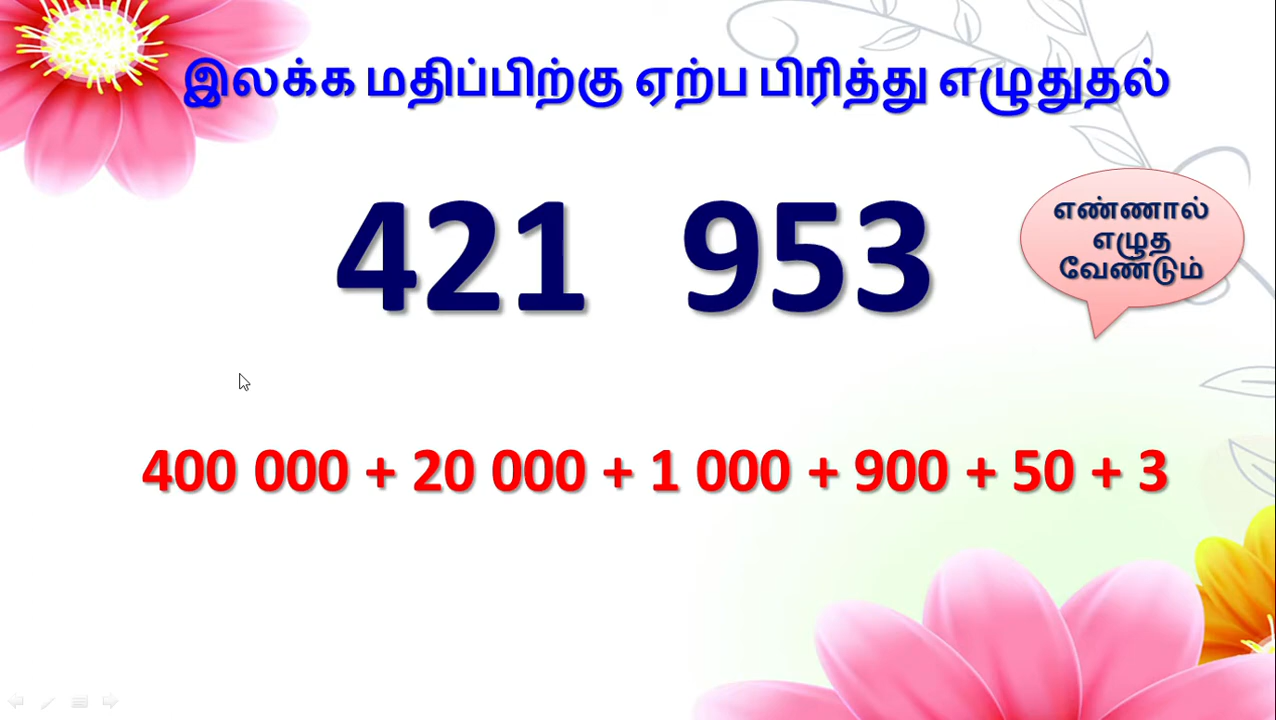 இலக்க மதிப்பிற்கு ஏற்ப பிரித்து எழுதுதல்
421 953
எண்ணால்
எழுத
வேண்டும்
400 000 + 20 000 + 1 000 + 900 + 50 + 3